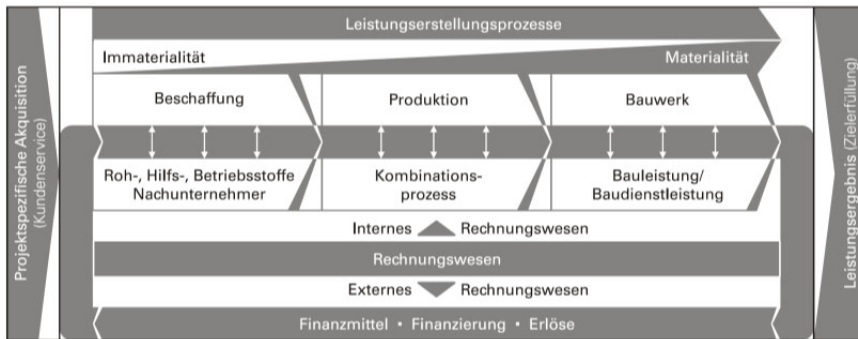 Projektspezifische Akquisition
(Kundenservice)
Leistungserstellungsprozesse
Immaterialität
Materialität
Beschaffung
Produktion
Bauwerk
Roh-, Hilfs-, Betriebsstoffe
Nachunternehmer
Kombinations-
prozess
Bauleistung/
Baudienstleistung
Internes Rechnungswesen
Rechnungswesen
Externes Rechnungswesen
Finanzmittel • Finanzierung • Erlöse
Leistungsergebnis (Zielerfüllung)